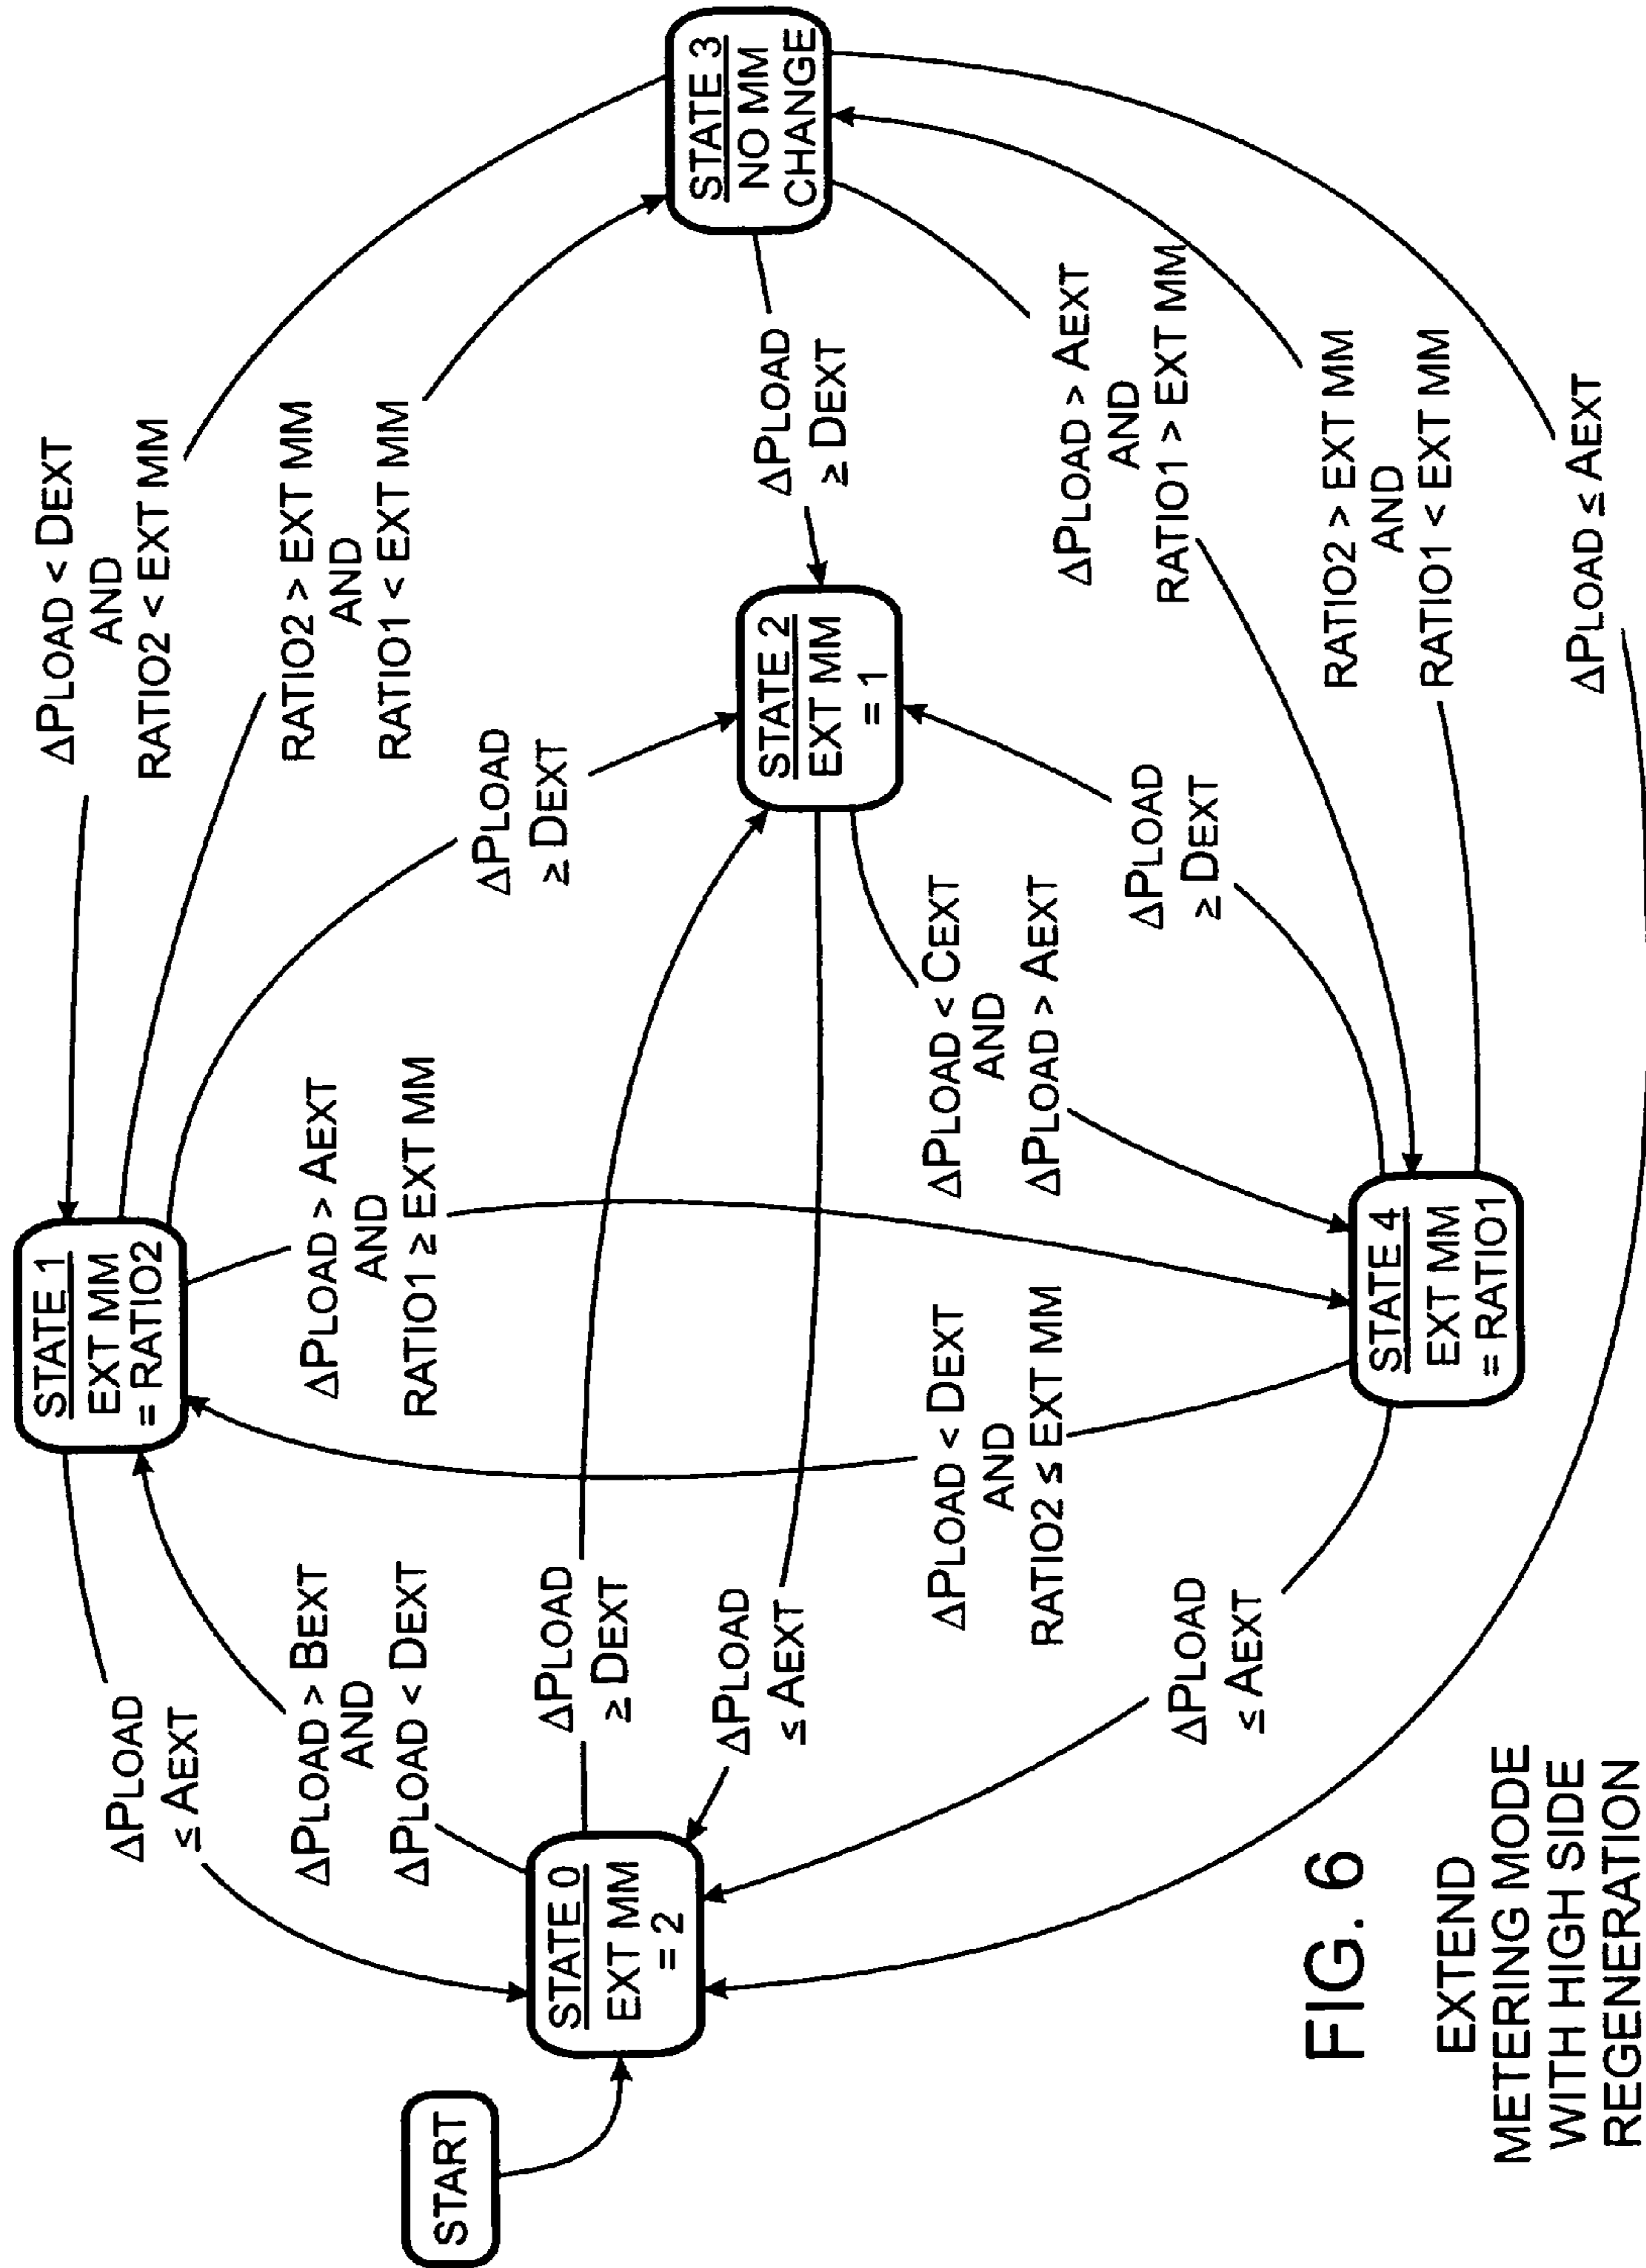 START
STATE 0
EXT MM
= 2
STATE 1
EXT MM
= RATIO2
STATE 2
EXT MM
= 1
STATE 3
NO MM
CHANGE
STATE 4
EXT MM
= RATIO1
ΔPLOAD
≤ AEXT
ΔPLOAD > BEXT
AND
ΔPLOAD < DEXT
ΔPLOAD
≥ DEXT
ΔPLOAD
≤ AEXT
ΔPLOAD
≤ AEXT
ΔPLOAD > AEXT
AND
RATIO1 ≥ EXT MM
ΔPLOAD < DEXT
AND
RATIO2 ≤ EXT MM
ΔPLOAD
≥ DEXT
ΔPLOAD < CEXT
AND
ΔPLOAD > AEXT
ΔPLOAD
≥ DEXT
ΔPLOAD < DEXT
AND
RATIO2 < EXT MM
RATIO2 > EXT MM
AND
RATIO1 < EXT MM
ΔPLOAD
≥ DEXT
ΔPLOAD > AEXT
AND
RATIO1 > EXT MM
RATIO2 > EXT MM
AND
RATIO1 < EXT MM
ΔPLOAD ≤ AEXT
FIG. 6
EXTEND
METERING MODE
WITH HIGH SIDE
REGENERATION